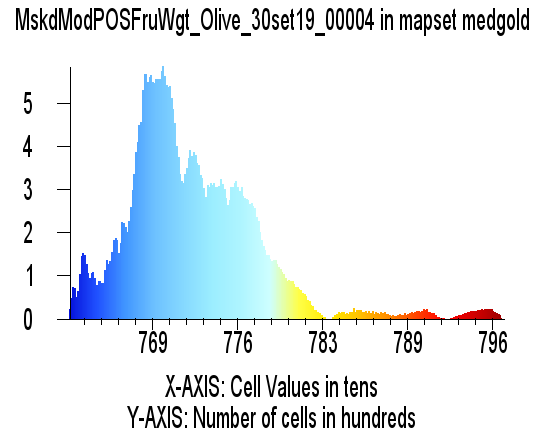 MskdModPOSFruWgt_Olive_30set19_00004 in mapset medgold
5
4
3
2
1
0
769 776 783 789 796
X-AXIS: Cell Values in tens
Y-AXIS: Number of cells in hundreds